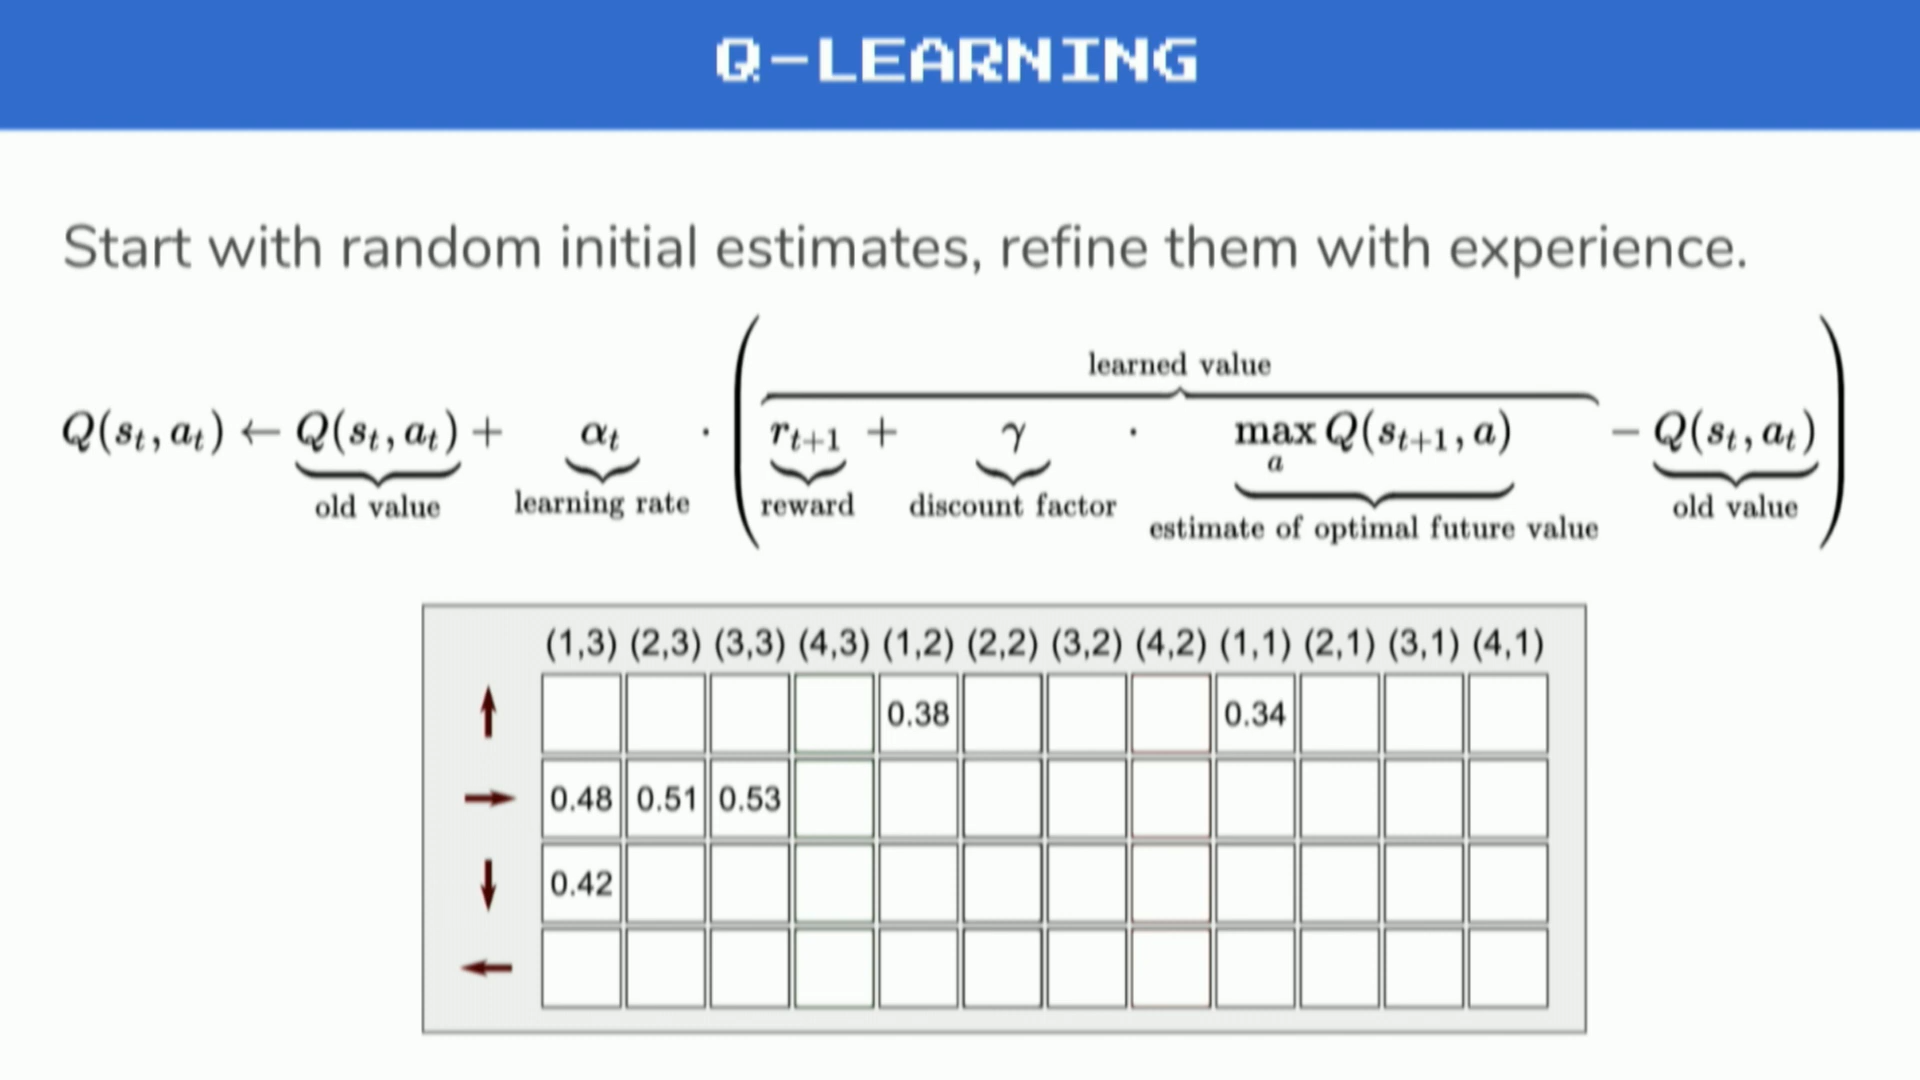 Q-LEARNING
Start with random initial estimates, refine them with experience.
learned value
Q(s_t, a_t) ← Q(s_t, a_t) + α_t · ( r_{t+1} + γ · max_a Q(s_{t+1}, a) − Q(s_t, a_t) )
old value learning rate reward discount factor estimate of optimal future value old value
(1,3) (2,3) (3,3) (4,3) (1,2) (2,2) (3,2) (4,2) (1,1) (2,1) (3,1) (4,1)
↑ 0.38 0.34
→ 0.48 0.51 0.53
↓ 0.42
←